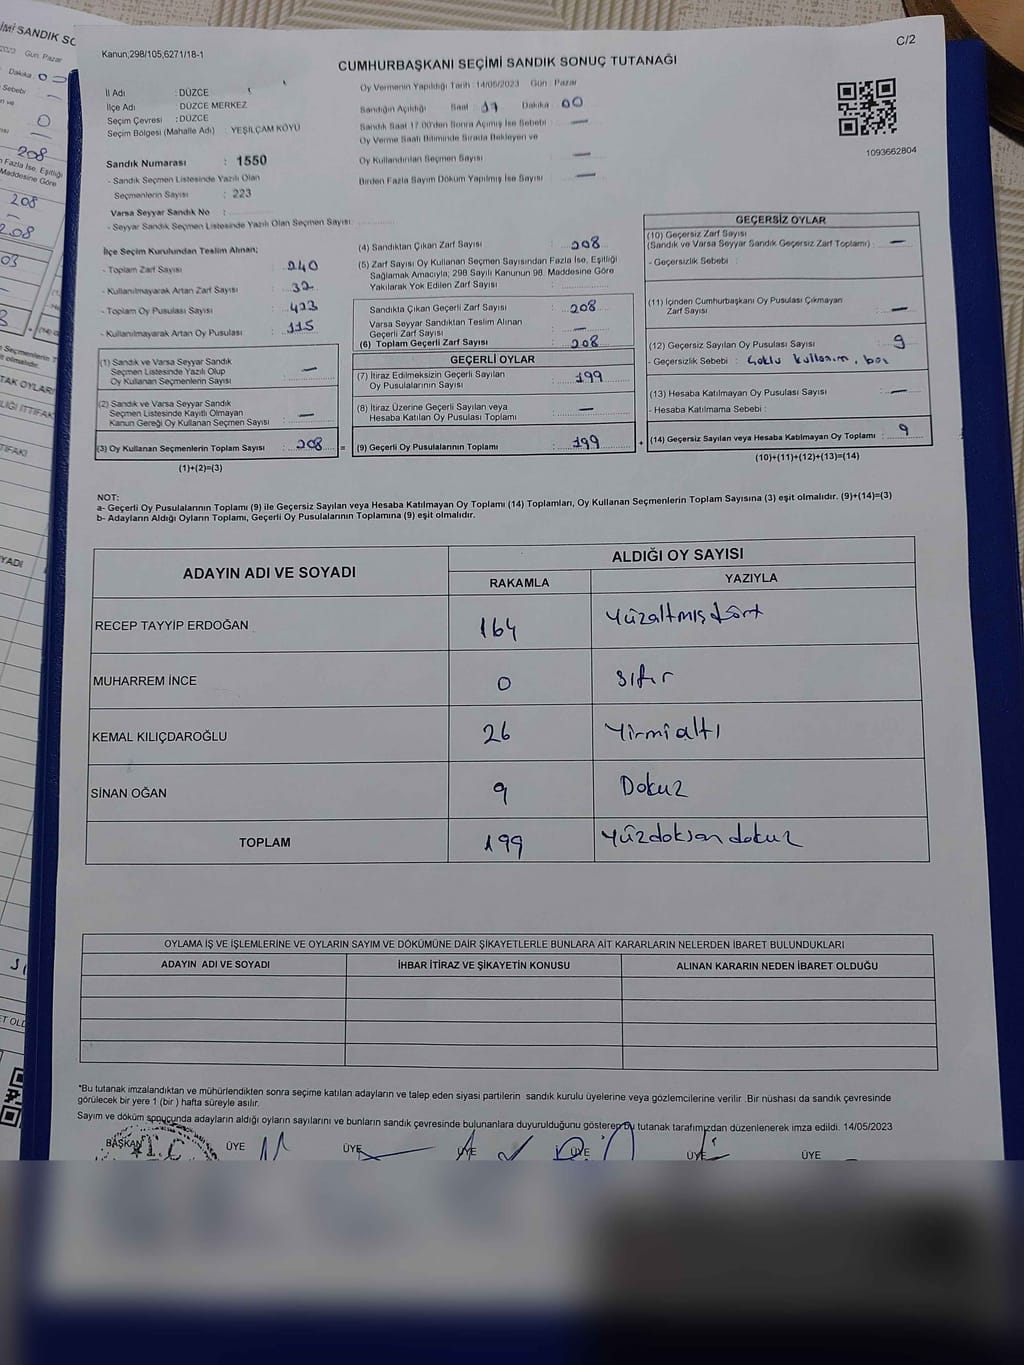 C/2
Kanun;298/105;6271/18-1
CUMHURBAŞKANI SEÇİMİ SANDIK SONUÇ TUTANAĞI
İl Adı : DÜZCE
İlçe Adı : DÜZCE MERKEZ
Seçim Çevresi : DÜZCE
Seçim Bölgesi (Mahalle Adı) : YEŞİLÇAM KÖYÜ
Oy Vermenin Yapıldığı Tarih :14/05/2023 Gün : Pazar
Sandığın Açıldığı Saat : 17 Dakika : 00
Sandık Saat 17.00'den Sonra Açılmış İse Sebebi : —
Oy Verme Saati Bitiminde Sırada Bekleyen ve
Oy Kullandırılan Seçmen Sayısı : —
Birden Fazla Sayım Döküm Yapılmış İse Sayısı : —
1093662804
Sandık Numarası : 1550
- Sandık Seçmen Listesinde Yazılı Olan
Seçmenlerin Sayısı : 223
Varsa Seyyar Sandık No :
- Seyyar Sandık Seçmen Listesinde Yazılı Olan Seçmen Sayısı:
İlçe Seçim Kurulundan Teslim Alınan;
- Toplam Zarf Sayısı : 240
- Kullanılmayarak Artan Zarf Sayısı : 32
- Toplam Oy Pusulası Sayısı : 423
- Kullanılmayarak Artan Oy Pusulası : 115
(1) Sandık ve Varsa Seyyar Sandık
Seçmen Listesinde Yazılı Olup
Oy Kullanan Seçmenlerin Sayısı : —
(2) Sandık ve Varsa Seyyar Sandık
Seçmen Listesinde Kayıtlı Olmayan
Kanun Gereği Oy Kullanan Seçmen Sayısı : —
(3) Oy Kullanan Seçmenlerin Toplam Sayısı : 208 =
(1)+(2)=(3)
(4) Sandıktan Çıkan Zarf Sayısı : 208
(5) Zarf Sayısı Oy Kullanan Seçmen Sayısından Fazla İse, Eşitliği
Sağlamak Amacıyla; 298 Sayılı Kanunun 98. Maddesine Göre
Yakılarak Yok Edilen Zarf Sayısı :
Sandıkta Çıkan Geçerli Zarf Sayısı : 208
Varsa Seyyar Sandıktan Teslim Alınan
Geçerli Zarf Sayısı : —
(6) Toplam Geçerli Zarf Sayısı : 208
GEÇERLİ OYLAR
(7) İtiraz Edilmeksizin Geçerli Sayılan
Oy Pusulalarının Sayısı : 199
(8) İtiraz Üzerine Geçerli Sayılan veya
Hesaba Katılan Oy Pusulası Toplamı : —
(9) Geçerli Oy Pusulalarının Toplamı : 199 +
GEÇERSİZ OYLAR
(10) Geçersiz Zarf Sayısı
(Sandık ve Varsa Seyyar Sandık Geçersiz Zarf Toplamı) : —
- Geçersizlik Sebebi :
(11) İçinden Cumhurbaşkanı Oy Pusulası Çıkmayan
Zarf Sayısı : —
(12) Geçersiz Sayılan Oy Pusulası Sayısı : 9
- Geçersizlik Sebebi : Çoklu kullanım, boş
(13) Hesaba Katılmayan Oy Pusulası Sayısı : —
- Hesaba Katılmama Sebebi :
(14) Geçersiz Sayılan veya Hesaba Katılmayan Oy Toplamı : 9
(10)+(11)+(12)+(13)=(14)
NOT:
a- Geçerli Oy Pusulalarının Toplamı (9) ile Geçersiz Sayılan veya Hesaba Katılmayan Oy Toplamı (14) Toplamları, Oy Kullanan Seçmenlerin Toplam Sayısına (3) eşit olmalıdır. (9)+(14)=(3)
b- Adayların Aldığı Oyların Toplamı, Geçerli Oy Pusulalarının Toplamına (9) eşit olmalıdır.
ADAYIN ADI VE SOYADI ALDIĞI OY SAYISI
RAKAMLA YAZIYLA
RECEP TAYYİP ERDOĞAN 164 Yüzaltmışdört
MUHARREM İNCE 0 sıfır
KEMAL KILIÇDAROĞLU 26 Yirmialtı
SİNAN OĞAN 9 Dokuz
TOPLAM 199 Yüzdoksandokuz
OYLAMA İŞ VE İŞLEMLERİNE VE OYLARIN SAYIM VE DÖKÜMÜNE DAİR ŞİKAYETLERLE BUNLARA AİT KARARLARIN NELERDEN İBARET BULUNDUKLARI
ADAYIN ADI VE SOYADI İHBAR İTİRAZ VE ŞİKAYETİN KONUSU ALINAN KARARIN NEDEN İBARET OLDUĞU
*Bu tutanak imzalandıktan ve mühürlendikten sonra seçime katılan adayların ve talep eden siyasi partilerin sandık kurulu üyelerine veya gözlemcilerine verilir .Bir nüshası da sandık çevresinde
görülecek bir yere 1 (bir ) hafta süreyle asılır.
Sayım ve döküm sonucunda adayların aldığı oyların sayılarını ve bunların sandık çevresinde bulunanlara duyurulduğunu gösteren bu tutanak tarafımızdan düzenlenerek imza edildi. 14/05/2023
BAŞKAN ÜYE ÜYE ÜYE ÜYE ÜYE ÜYE